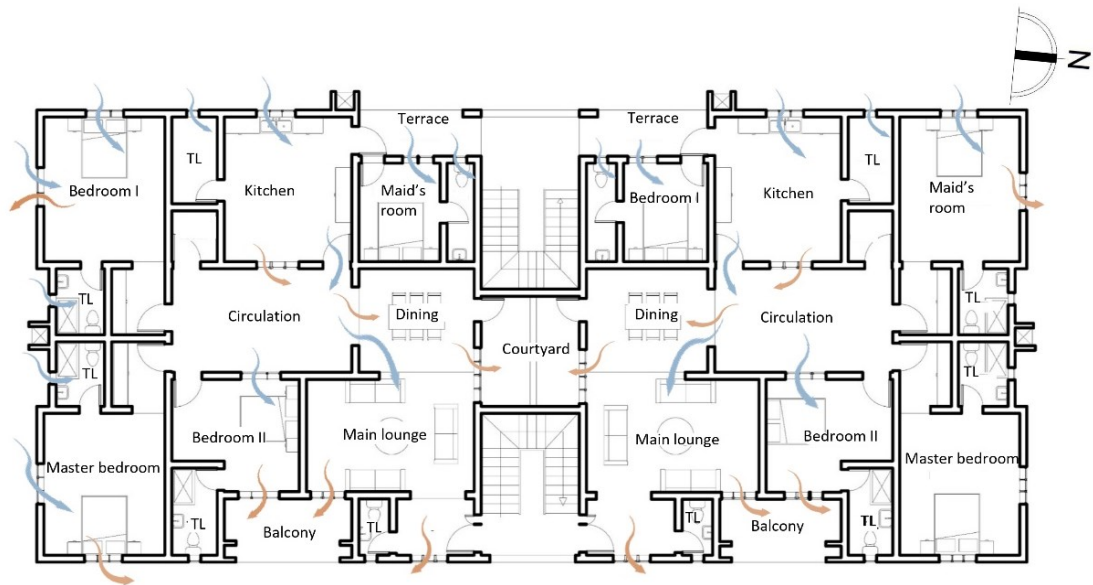 N
Terrace
Terrace
TL
TL
Bedroom I
Kitchen
Maid's
room
Bedroom I
Kitchen
Maid's
room
TL
TL
Circulation
Dining
Courtyard
Dining
Circulation
TL
TL
Bedroom II
Main lounge
Main lounge
Bedroom II
Master bedroom
Master bedroom
TL
Balcony
TL
TL
Balcony
TL